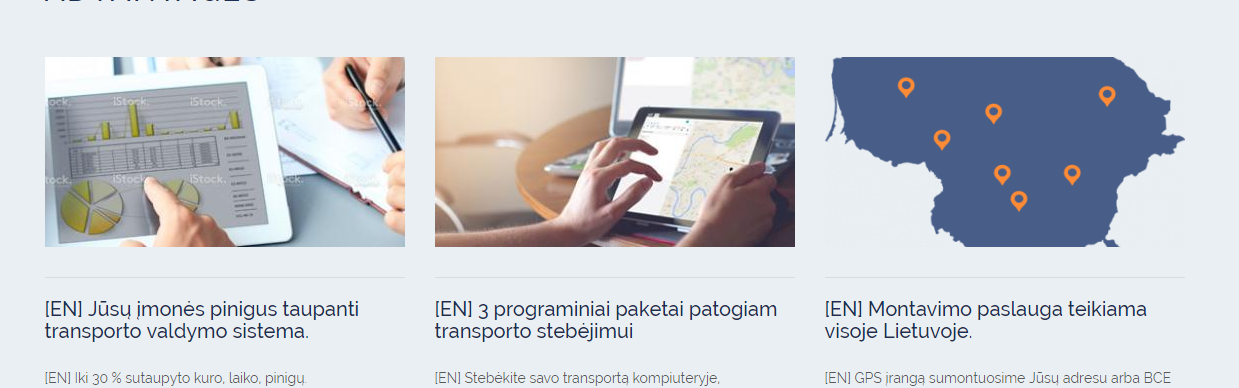 iStock.
iStock.
iStock.
iStock.
iStock.
[EN] Jūsų įmonės pinigus taupanti
transporto valdymo sistema.
[EN] Iki 30 % sutaupyto kuro, laiko, pinigų.
[EN] 3 programiniai paketai patogiam
transporto stebėjimui
[EN] Stebėkite savo transportą kompiuteryje,
[EN] Montavimo paslauga teikiama
visoje Lietuvoje.
[EN] GPS įrangą sumontuosime Jūsų adresu arba BCE